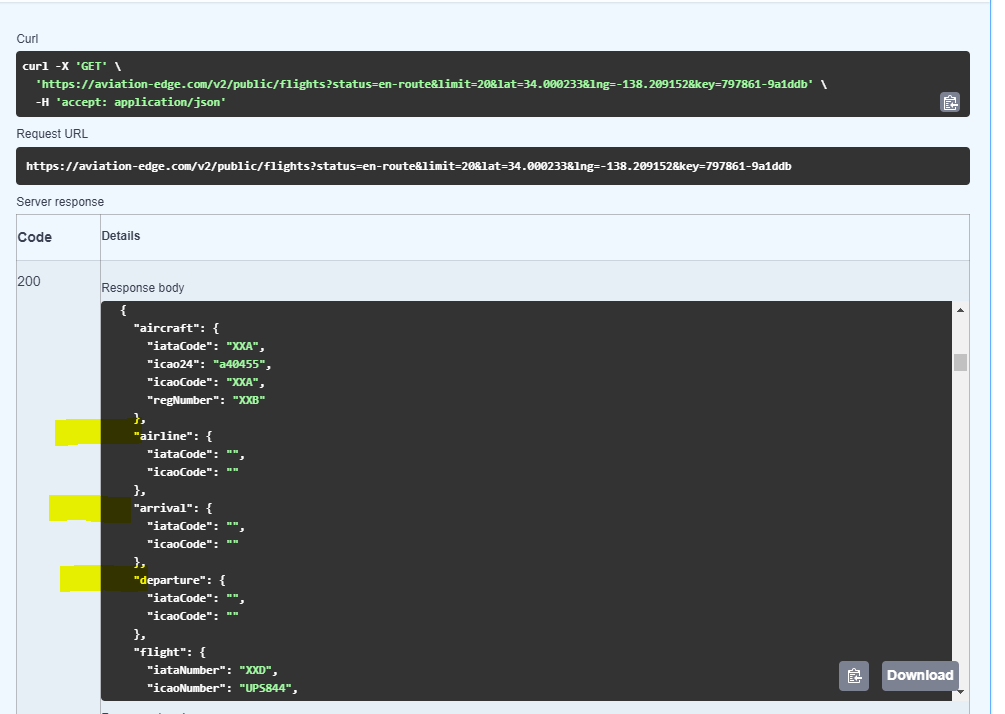 Curl
curl -X 'GET' \
'https://aviation-edge.com/v2/public/flights?status=en-route&limit=20&lat=34.000233&lng=-138.209152&key=797861-9a1ddb' \
-H 'accept: application/json'
Request URL
https://aviation-edge.com/v2/public/flights?status=en-route&limit=20&lat=34.000233&lng=-138.209152&key=797861-9a1ddb
Server response
Code Details
200
Response body
{
"aircraft": {
"iataCode": "XXA",
"icao24": "a40455",
"icaoCode": "XXA",
"regNumber": "XXB"
},
"airline": {
"iataCode": "",
"icaoCode": ""
},
"arrival": {
"iataCode": "",
"icaoCode": ""
},
"departure": {
"iataCode": "",
"icaoCode": ""
},
"flight": {
"iataNumber": "XXD",
"icaoNumber": "UPS844",
Download